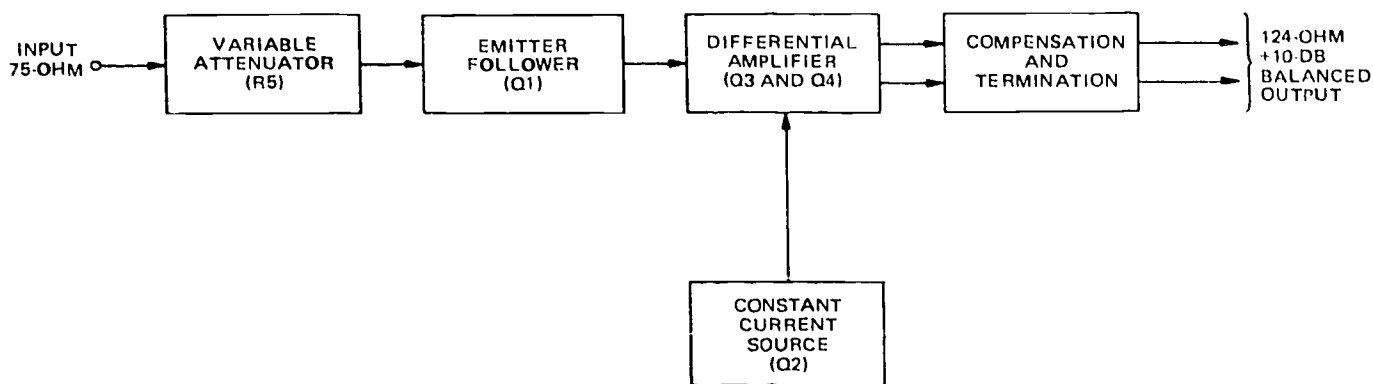 INPUT
75-OHM
VARIABLE
ATTENUATOR
(R5)
EMITTER
FOLLOWER
(Q1)
DIFFERENTIAL
AMPLIFIER
(Q3 AND Q4)
COMPENSATION
AND
TERMINATION
124-OHM
+10-DB
BALANCED
OUTPUT
CONSTANT
CURRENT
SOURCE
(Q2)